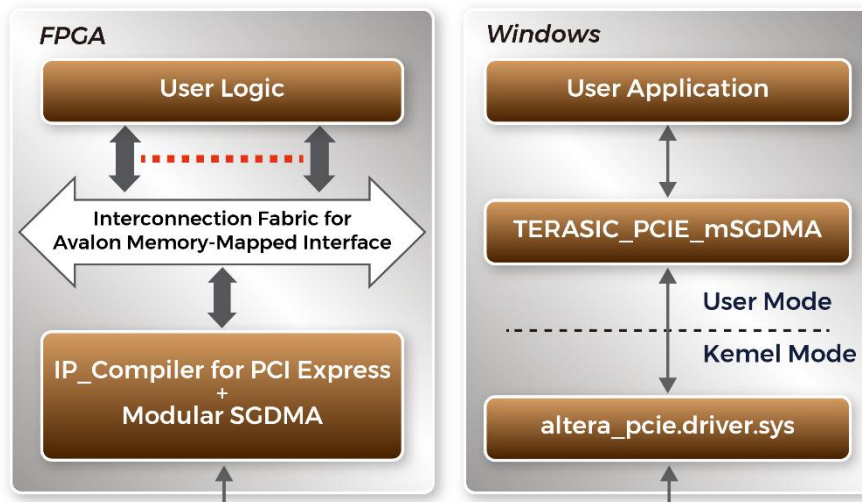 FPGA
User Logic
Interconnection Fabric for
Avalon Memory-Mapped Interface
IP_Compiler for PCI Express
+
Modular SGDMA
Windows
User Application
TERASIC_PCIE_mSGDMA
User Mode
Kemel Mode
altera_pcie.driver.sys